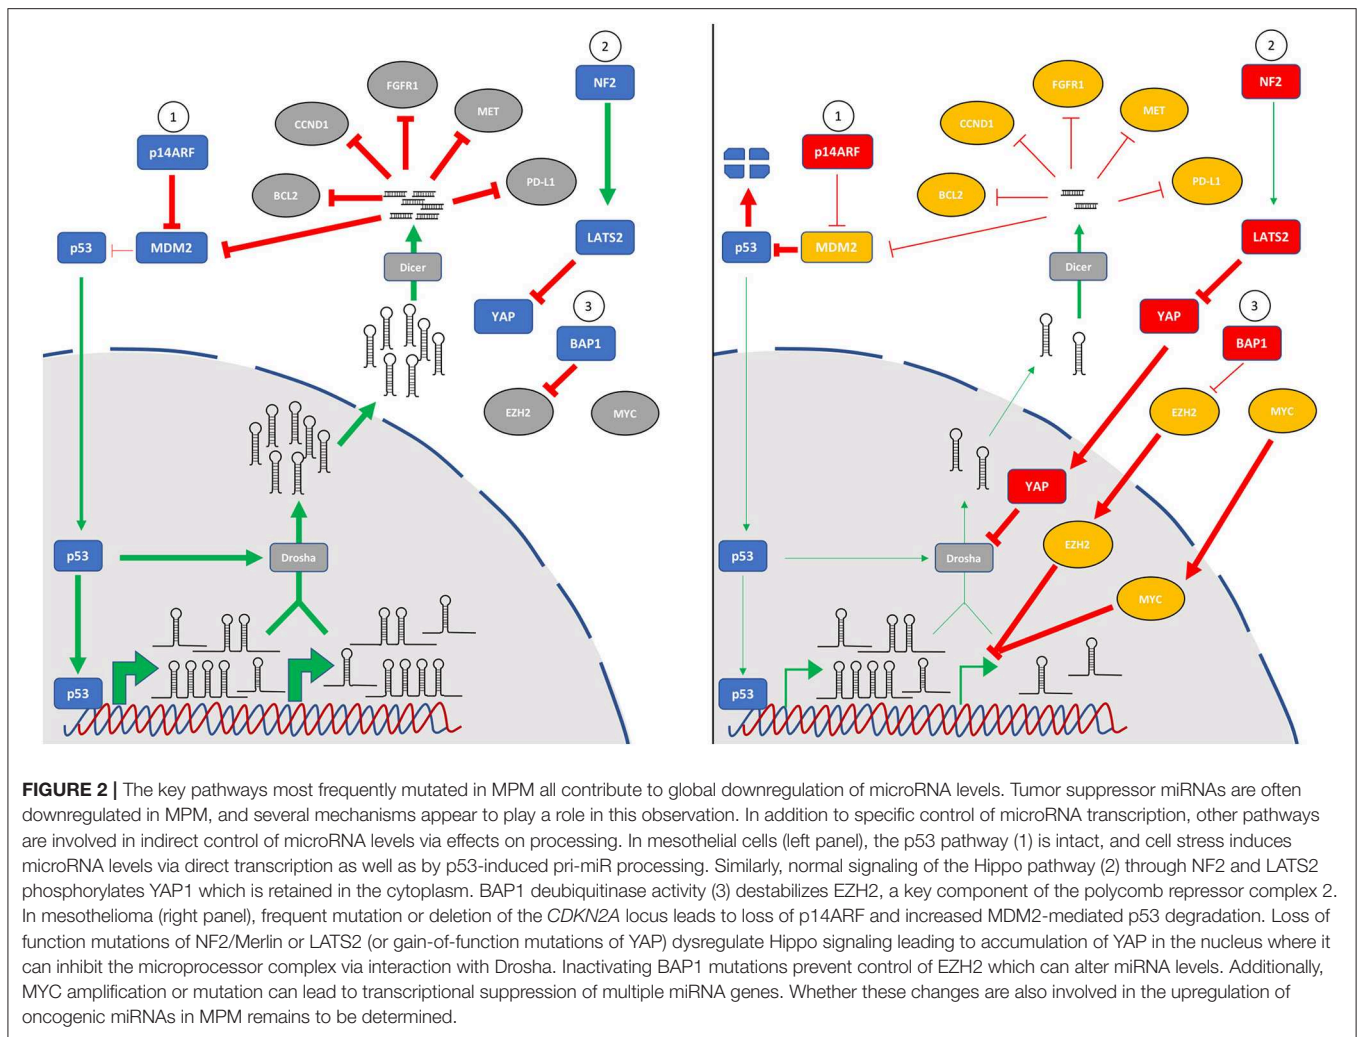 2
NF2
FGFR1
MET
CCND1
1
p14ARF
BCL2
PD-L1
p53
MDM2
LATS2
Dicer
YAP
3
BAP1
EZH2
MYC
p53
Drosha
p53
2
NF2
FGFR1
MET
CCND1
1
p14ARF
PD-L1
BCL2
p53
MDM2
LATS2
Dicer
YAP
3
BAP1
EZH2
MYC
YAP
p53
Drosha
EZH2
MYC
p53
FIGURE 2 | The key pathways most frequently mutated in MPM all contribute to global downregulation of microRNA levels. Tumor suppressor miRNAs are often
downregulated in MPM, and several mechanisms appear to play a role in this observation. In addition to specific control of microRNA transcription, other pathways
are involved in indirect control of microRNA levels via effects on processing. In mesothelial cells (left panel), the p53 pathway (1) is intact, and cell stress induces
microRNA levels via direct transcription as well as by p53-induced pri-miR processing. Similarly, normal signaling of the Hippo pathway (2) through NF2 and LATS2
phosphorylates YAP1 which is retained in the cytoplasm. BAP1 deubiquitinase activity (3) destabilizes EZH2, a key component of the polycomb repressor complex 2.
In mesothelioma (right panel), frequent mutation or deletion of the CDKN2A locus leads to loss of p14ARF and increased MDM2-mediated p53 degradation. Loss of
function mutations of NF2/Merlin or LATS2 (or gain-of-function mutations of YAP) dysregulate Hippo signaling leading to accumulation of YAP in the nucleus where it
can inhibit the microprocessor complex via interaction with Drosha. Inactivating BAP1 mutations prevent control of EZH2 which can alter miRNA levels. Additionally,
MYC amplification or mutation can lead to transcriptional suppression of multiple miRNA genes. Whether these changes are also involved in the upregulation of
oncogenic miRNAs in MPM remains to be determined.